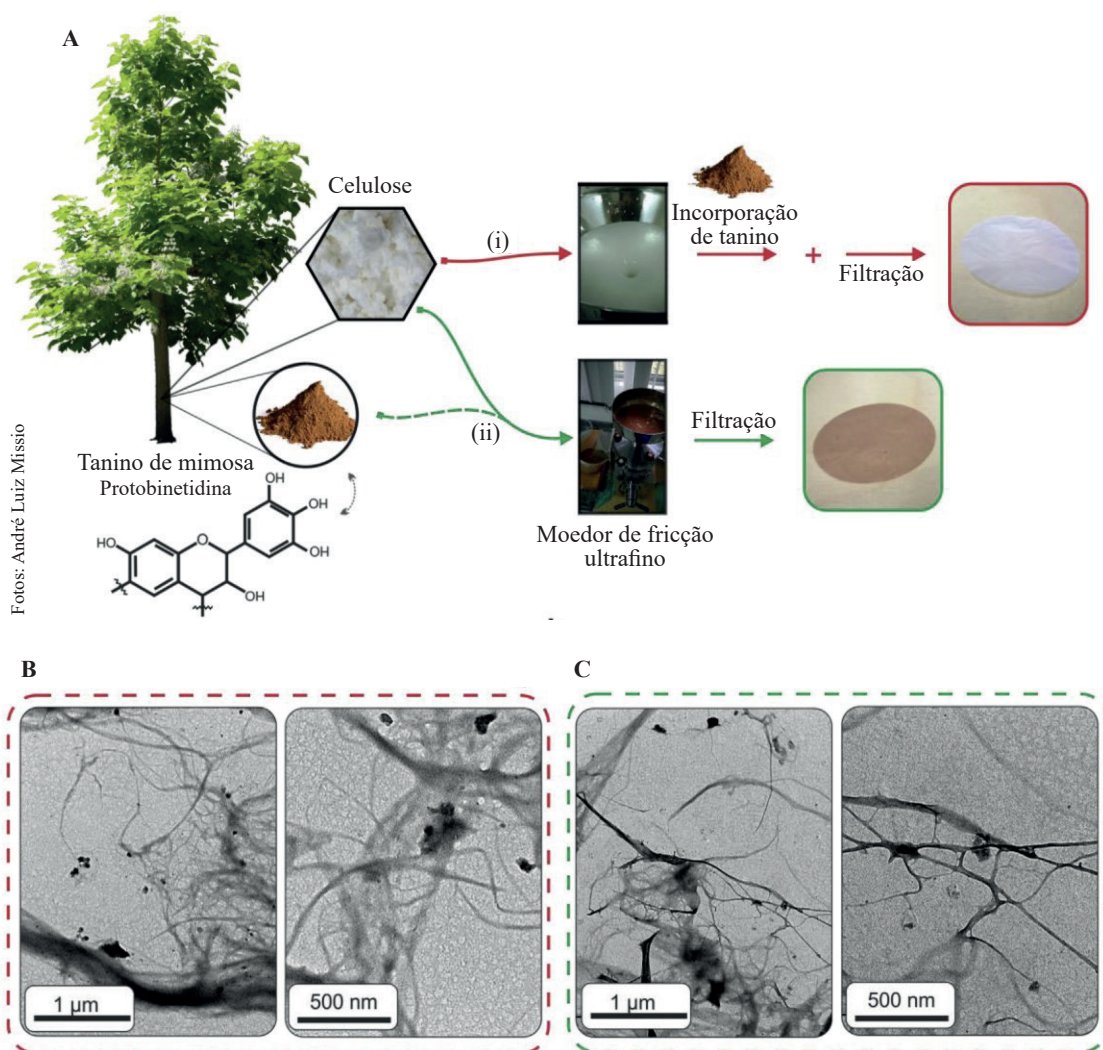 A
Celulose
(i)
Incorporação
de tanino
+
Filtração
(ii)
Filtração
Tanino de mimosa
Protobinetidina
Moedor de fricção
ultrafino
OH
OH
OH
HO
O
OH
Fotos: André Luiz Missio
B
C
1 µm
500 nm
1 µm
500 nm